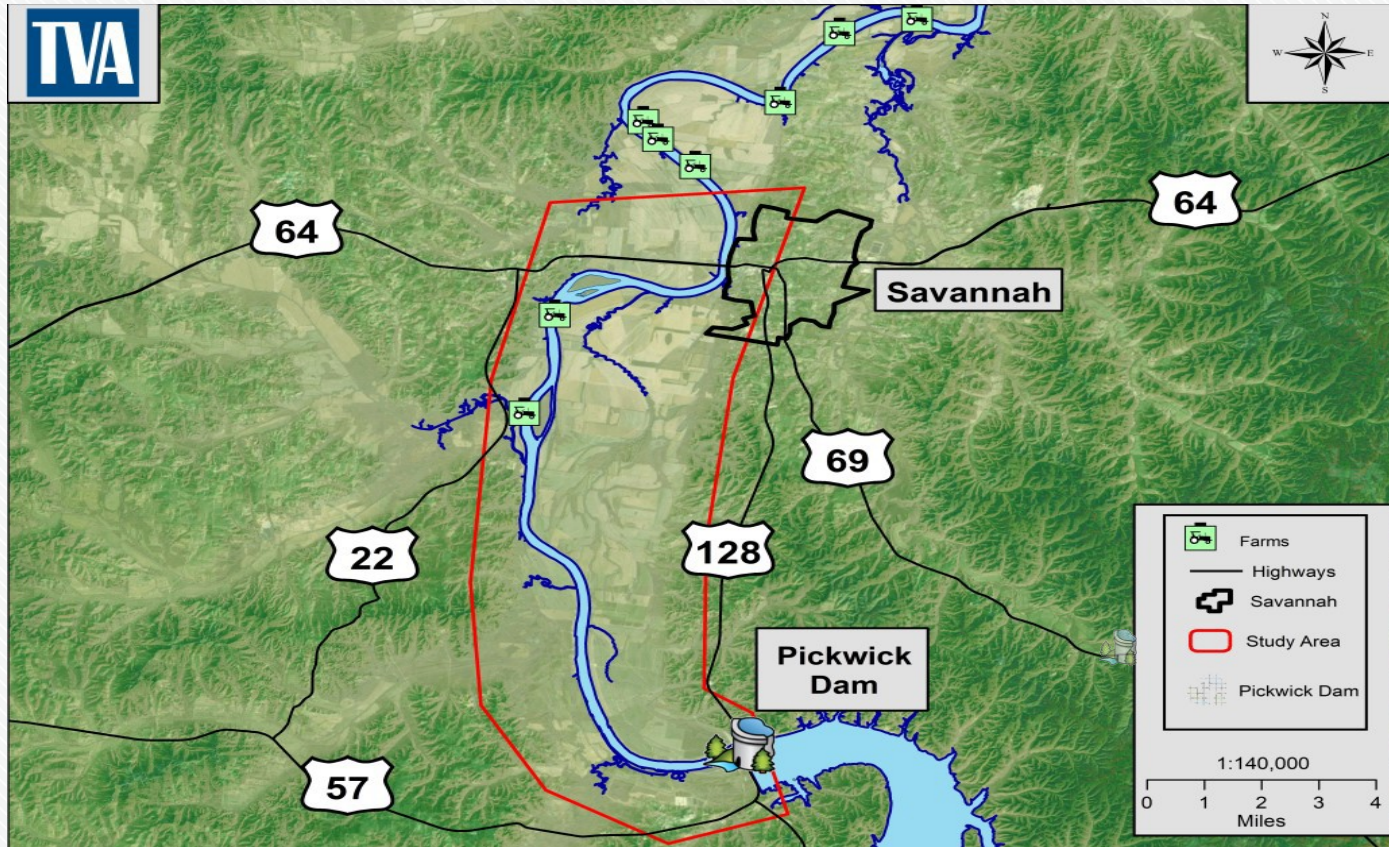 TVA
N
W E
S
64
64
Savannah
69
22
128
Pickwick
Dam
57
Farms
Highways
Savannah
Study Area
Pickwick Dam
1:140,000
0 1 2 3 4
Miles